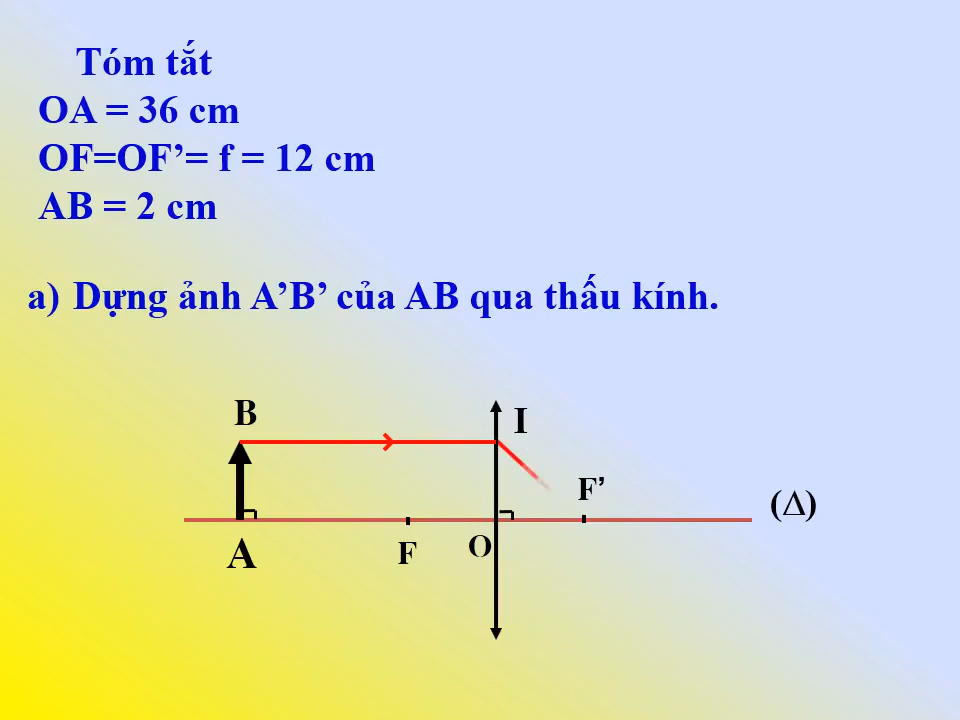 Tóm tắt
OA = 36 cm
OF=OF’= f = 12 cm
AB = 2 cm
a) Dựng ảnh A’B’ của AB qua thấu kính.
B
I
F’
(∆)
A
F
O